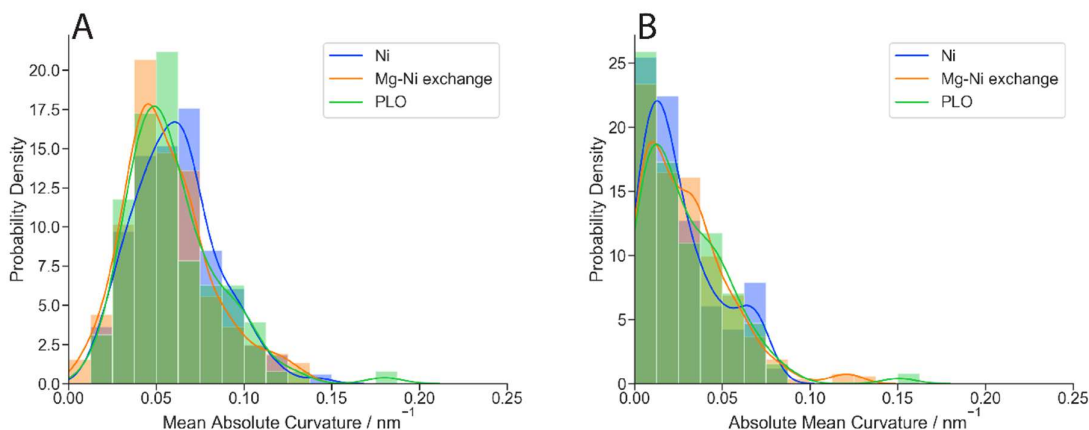 A
Ni
Mg-Ni exchange
PLO
Probability Density
20.0
17.5
15.0
12.5
10.0
7.5
5.0
2.5
0.0
0.00 0.05 0.10 0.15 0.20 0.25
Mean Absolute Curvature / nm⁻¹
B
Ni
Mg-Ni exchange
PLO
Probability Density
25
20
15
10
5
0
0.00 0.05 0.10 0.15 0.20 0.25
Absolute Mean Curvature / nm⁻¹